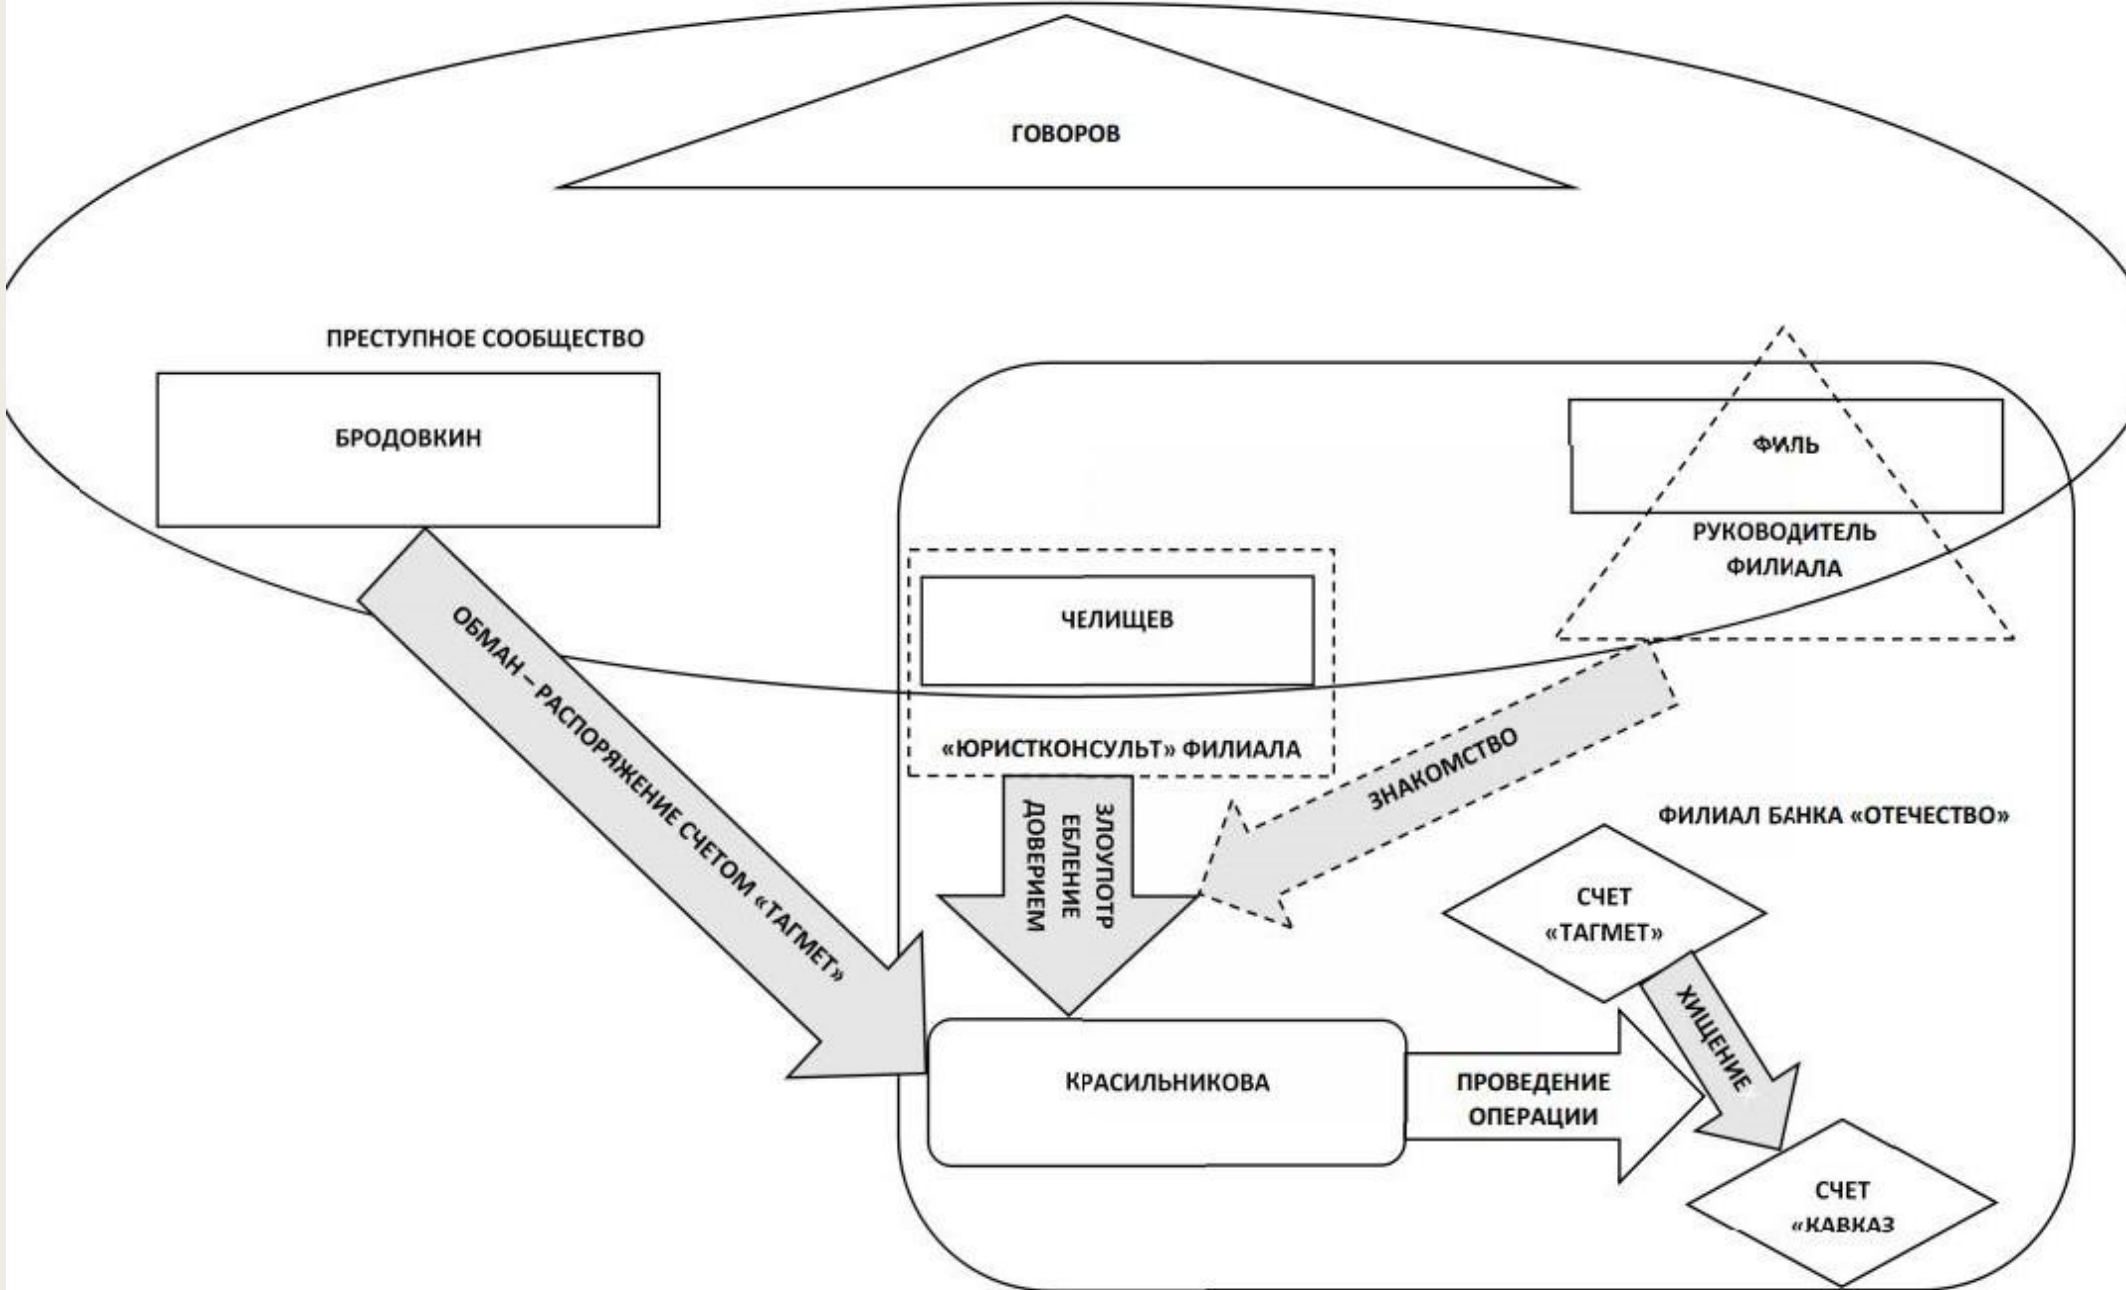 ГОВОРОВ
ПРЕСТУПНОЕ СООБЩЕСТВО
БРОДОВКИН
ФИЛЬ
РУКОВОДИТЕЛЬ
ФИЛИАЛА
ЧЕЛИЩЕВ
«ЮРИСТКОНСУЛЬТ» ФИЛИАЛА
ОБМАН – РАСПОРЯЖЕНИЕ СЧЕТОМ «ТАГМЕТ»
ЗЛОУПОТР
ЕБЛЕНИЕ
ДОВЕРИЕМ
ЗНАКОМСТВО
ФИЛИАЛ БАНКА «ОТЕЧЕСТВО»
СЧЕТ
«ТАГМЕТ»
ХИЩЕНИЕ
КРАСИЛЬНИКОВА
ПРОВЕДЕНИЕ
ОПЕРАЦИИ
СЧЕТ
«КАВКАЗ